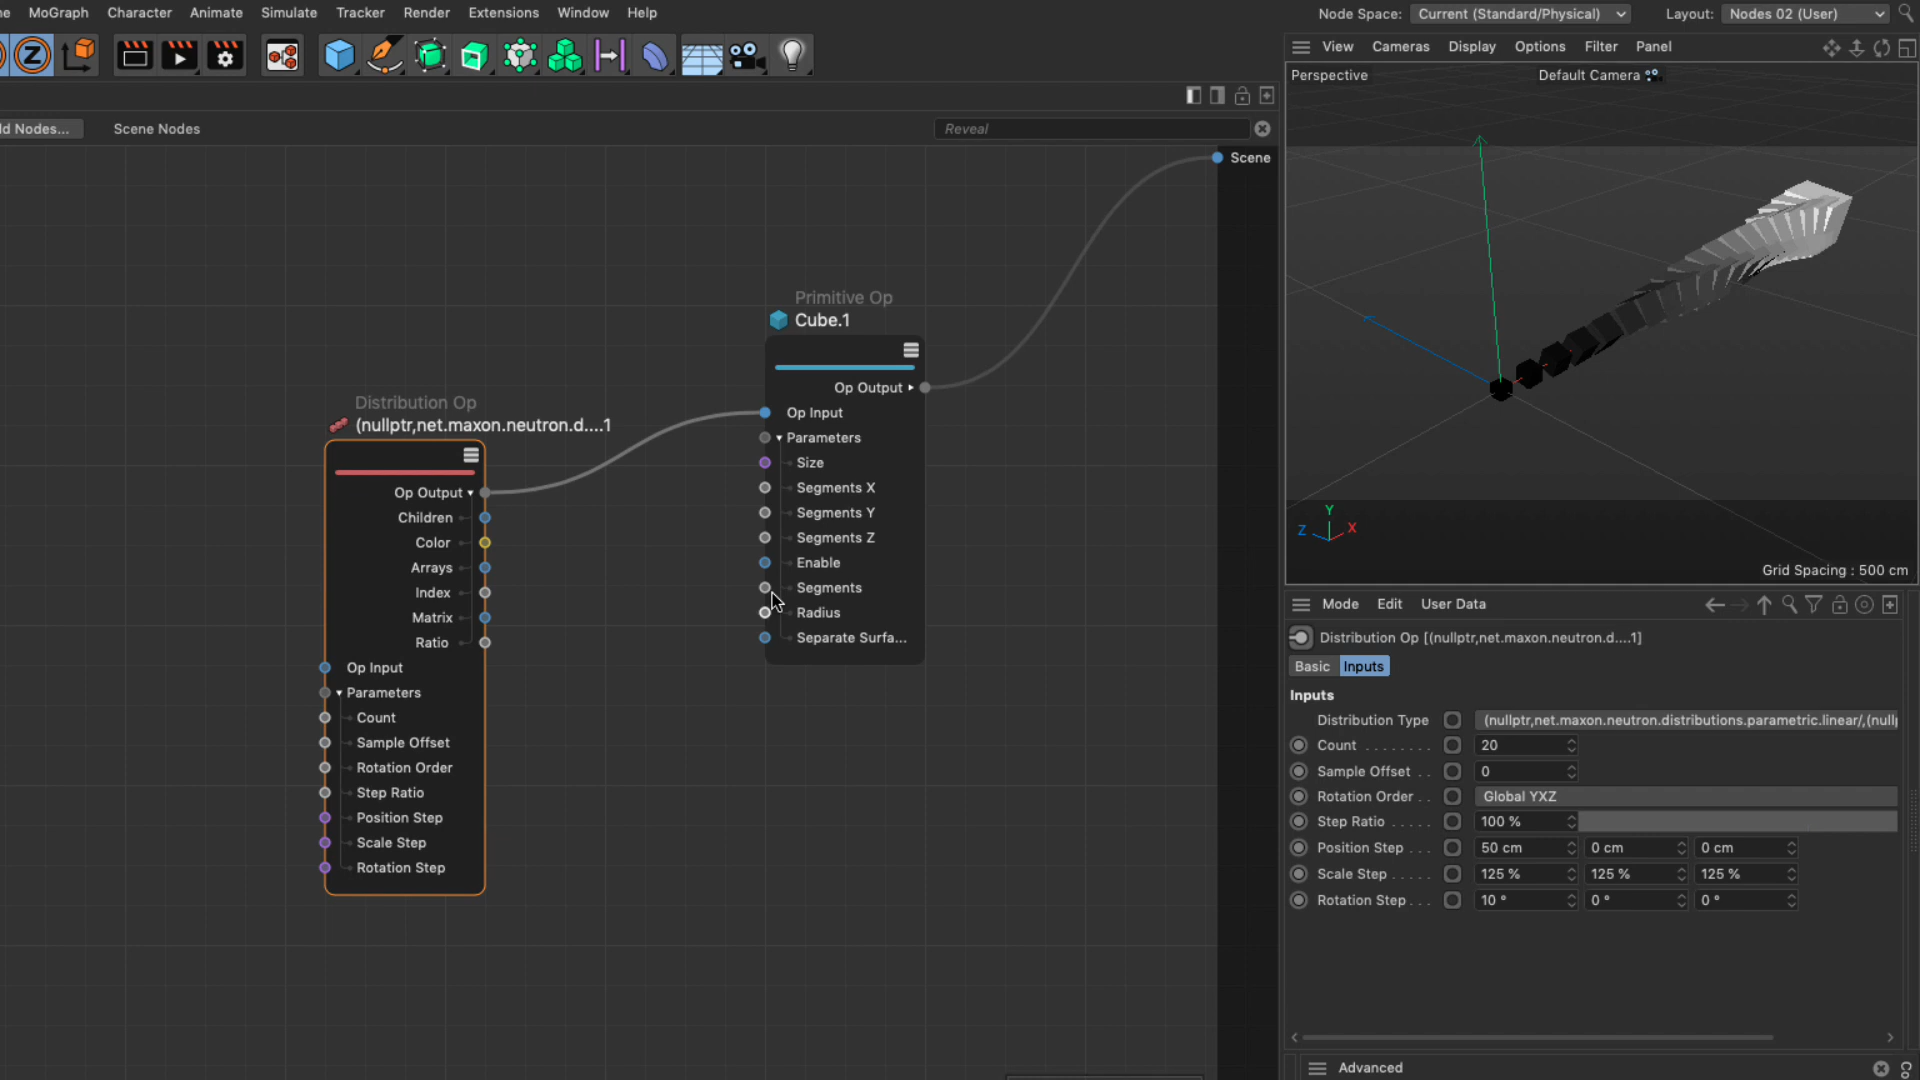 MoGraph Character Animate Simulate Tracker Render Extensions Window Help
Node Space: Current (Standard/Physical) Layout: Nodes 02 (User)
View Cameras Display Options Filter Panel
Perspective
Default Camera
Nodes...
Scene Nodes
Reveal
Scene
Primitive Op
Cube.1
Op Output
Op Input
Parameters
Size
Segments X
Segments Y
Segments Z
Enable
Segments
Radius
Separate Surfa...
Distribution Op
(nullptr,net.maxon.neutron.d....1
Op Output
Children
Color
Arrays
Index
Matrix
Ratio
Op Input
Parameters
Count
Sample Offset
Rotation Order
Step Ratio
Position Step
Scale Step
Rotation Step
Y
Z X
Grid Spacing : 500 cm
Mode Edit User Data
Distribution Op [(nullptr,net.maxon.neutron.d....1]
Basic Inputs
Inputs
Distribution Type (nullptr,net.maxon.neutron.distributions.parametric.linear/,(null
Count . . . . . . . . 20
Sample Offset . . 0
Rotation Order . . Global YXZ
Step Ratio . . . . . 100 %
Position Step . . . 50 cm 0 cm 0 cm
Scale Step . . . . . 125 % 125 % 125 %
Rotation Step . . . 10 ° 0 ° 0 °
Advanced